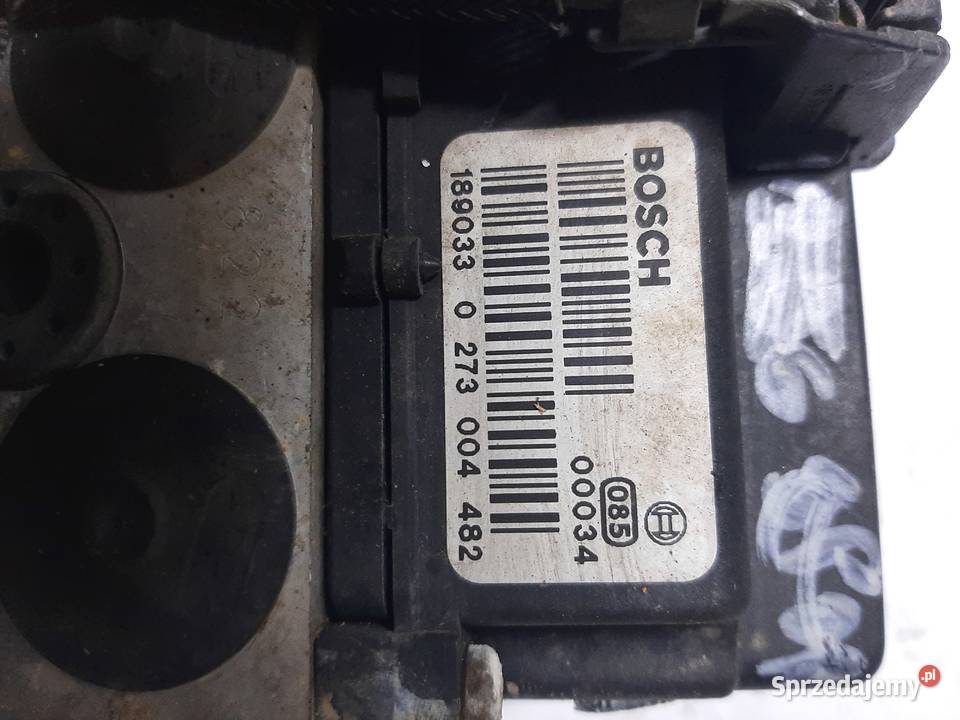 BOSCH
085
00034
189033 0 273 004 482
Sprzedajemy.pl